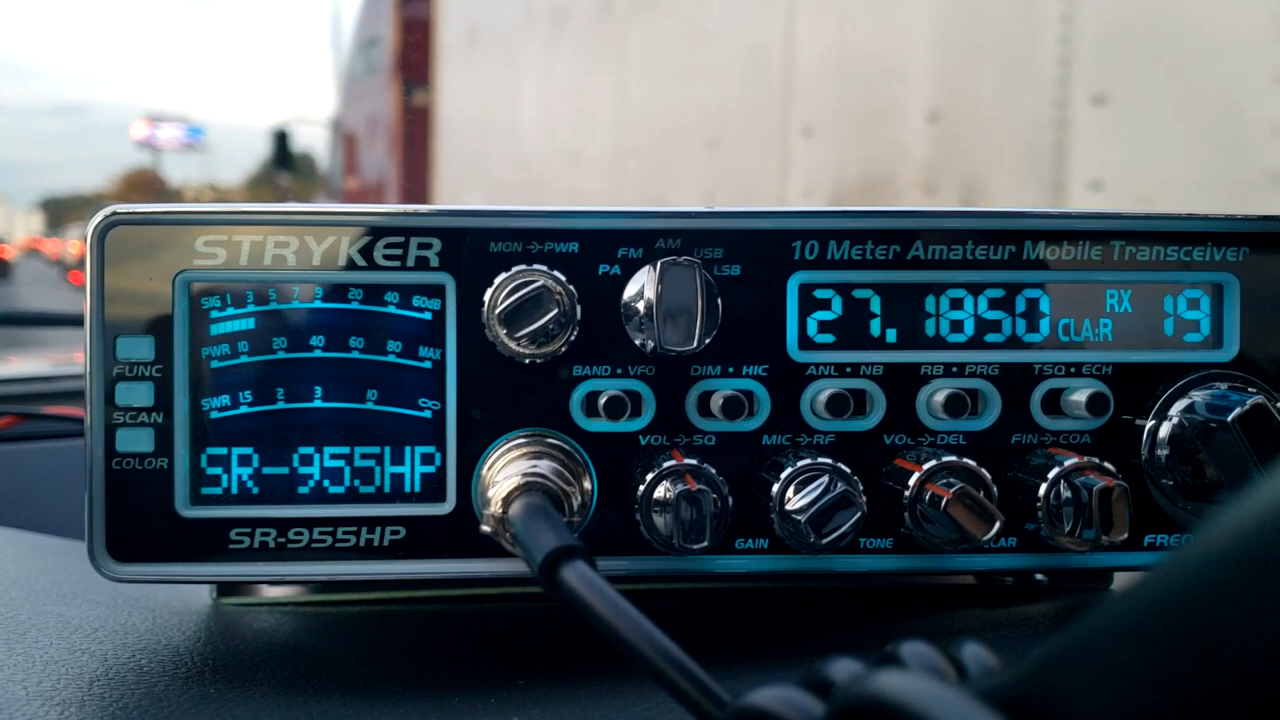 STRYKER
MON PWR
PA FM AM USB LSB
10 Meter Amateur Mobile Transceiver
SIG 1 3 5 7 9 20 40 60dB
PWR 10 20 40 60 80 MAX
SWR 1.5 2 3 10 ∞
SR-955HP
27.1850 CLA:R RX 19
FUNC
SCAN
COLOR
BAND • VFO
DIM • HIC
ANL • NB
RB • PRG
TSQ • ECH
VOL SQ
MIC RF
VOL DEL
FIN COA
GAIN
TONE
SR-955HP